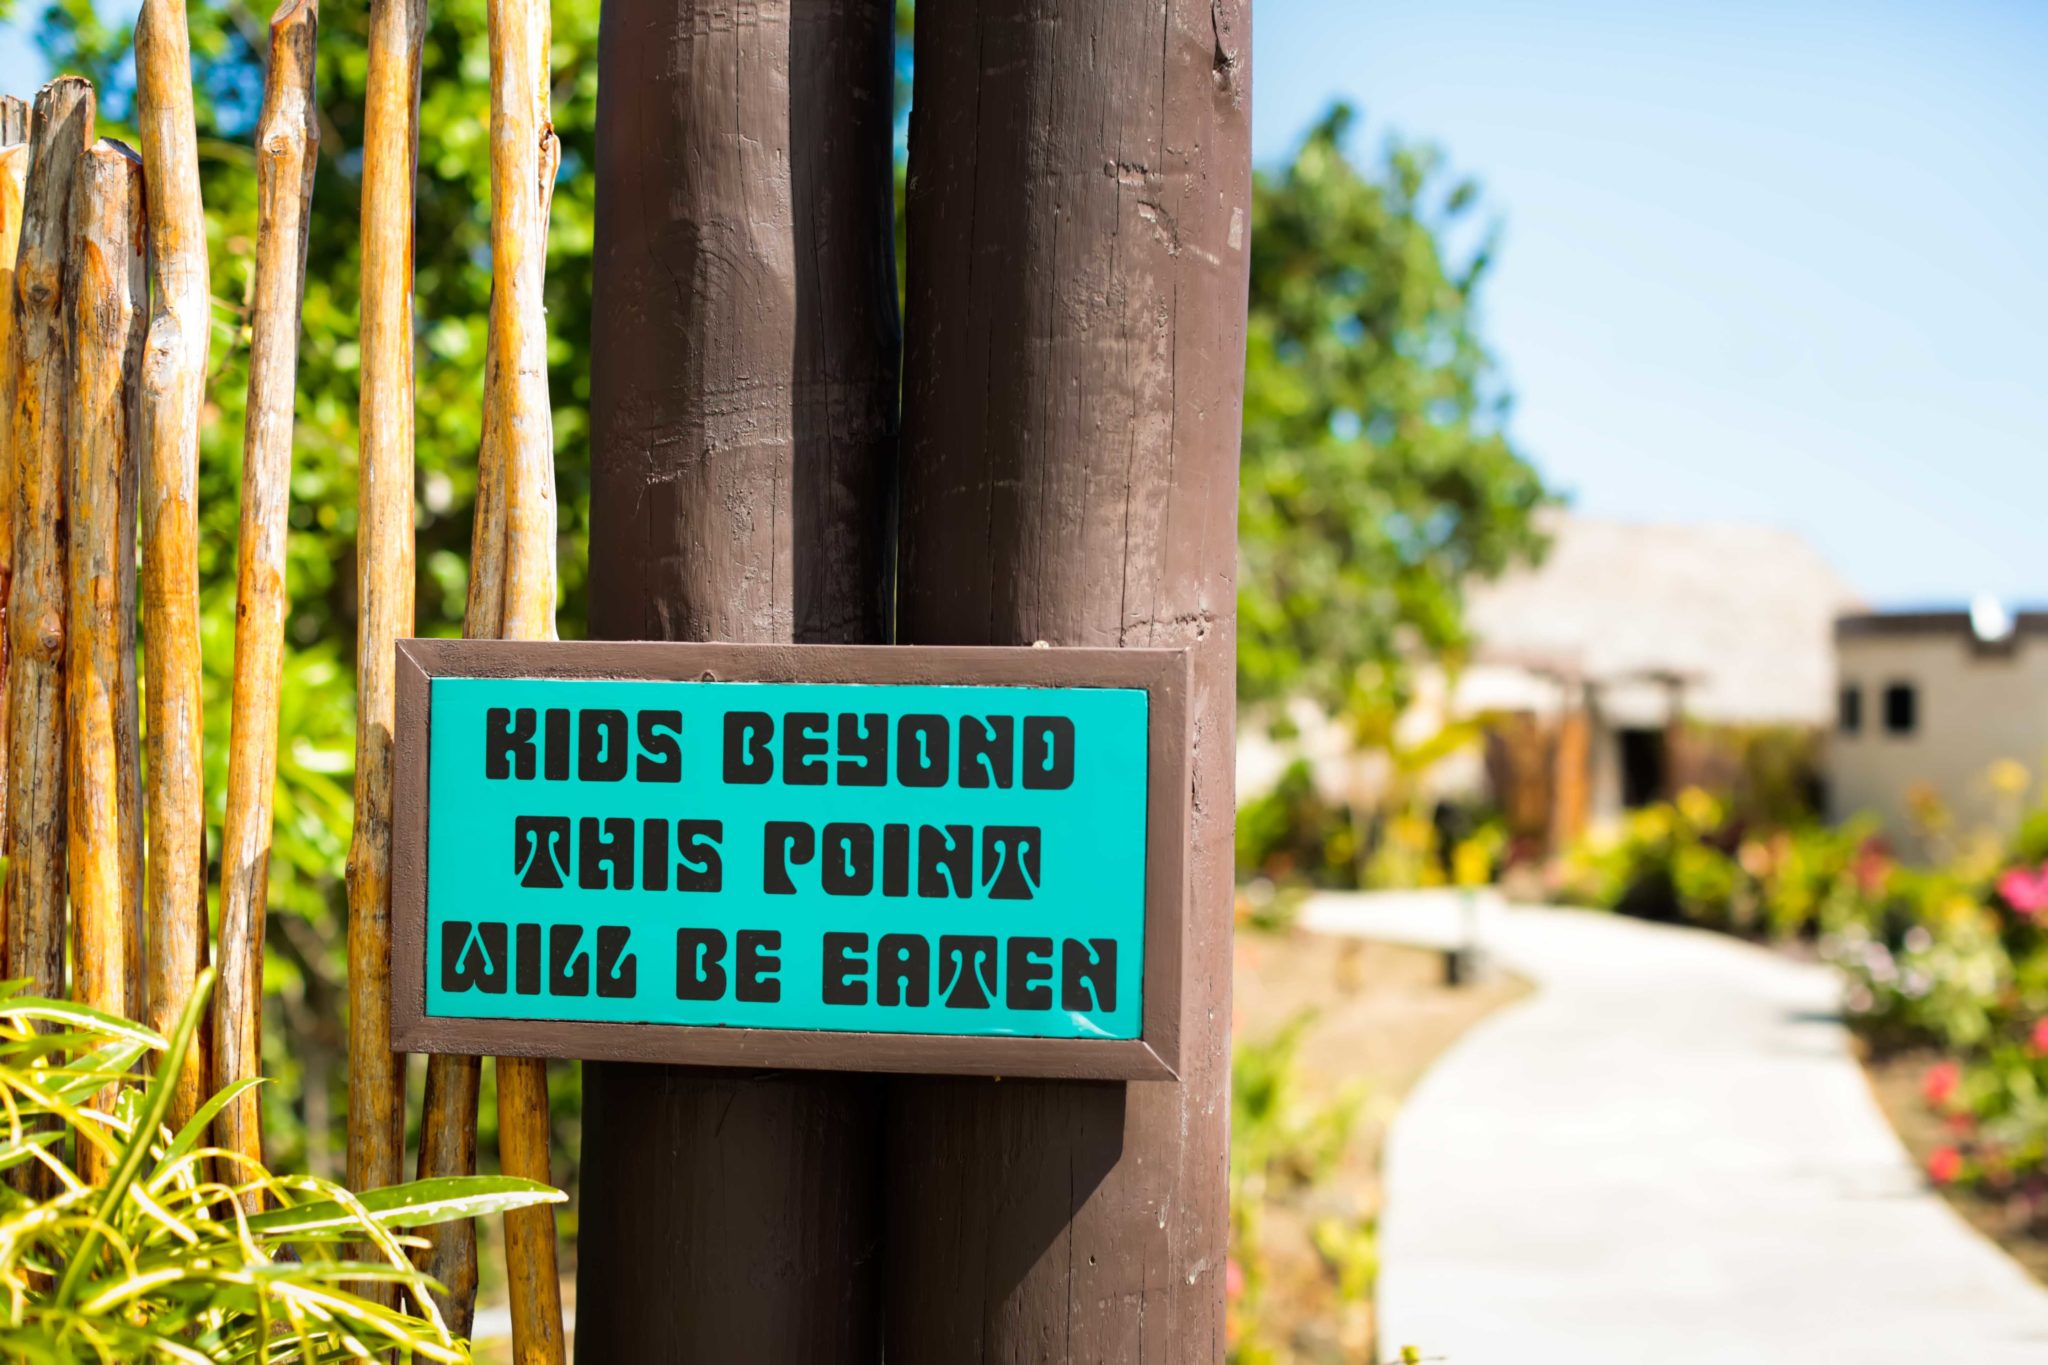 KIDS BEYOND
THIS POINT
WILL BE EATEN